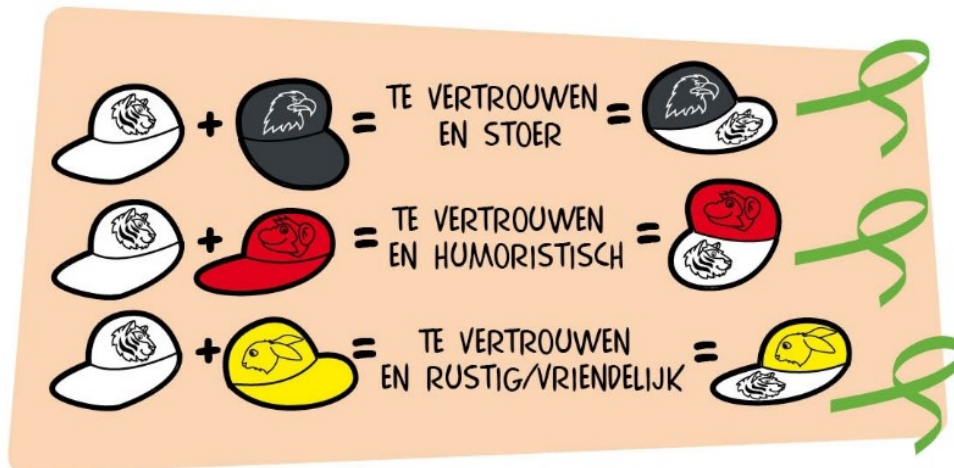 + = TE VERTROUWEN =
EN STOER
+ = TE VERTROUWEN =
EN HUMORISTISCH
+ = TE VERTROUWEN =
EN RUSTIG/VRIENDELIJK